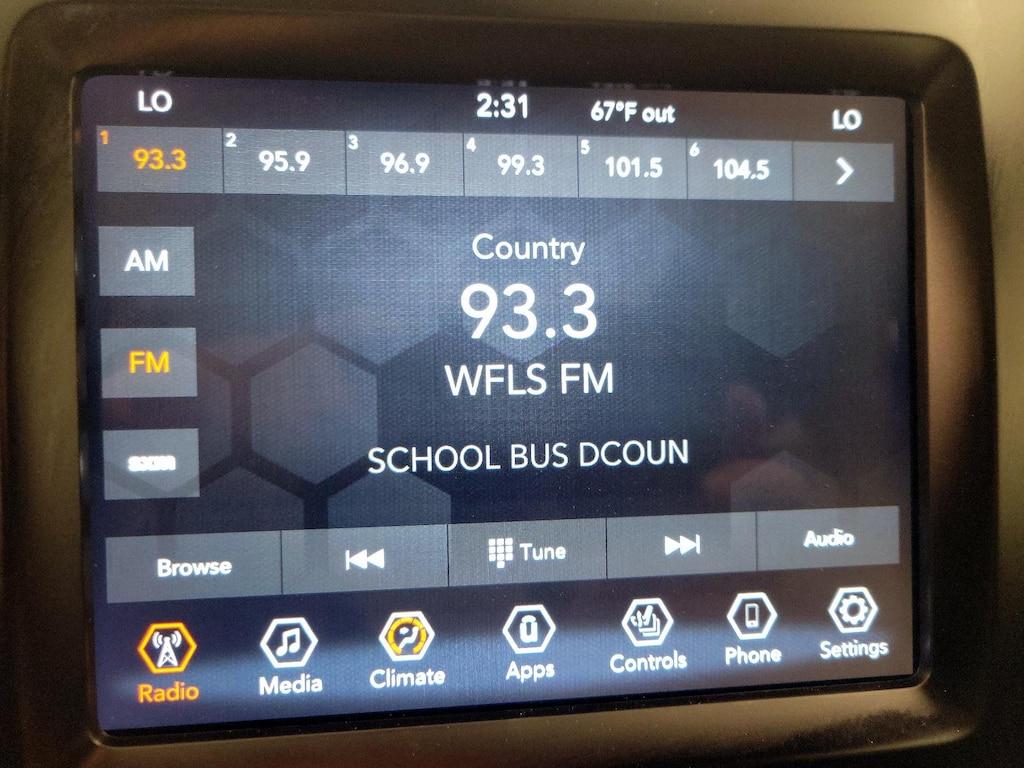 LO 2:31 67°F out LO
1 93.3 2 95.9 3 96.9 4 99.3 5 101.5 6 104.5
AM
Country
93.3
FM
WFLS FM
sxm
SCHOOL BUS DCOUN
Browse Tune Audio
Radio Media Climate Apps Controls Phone Settings